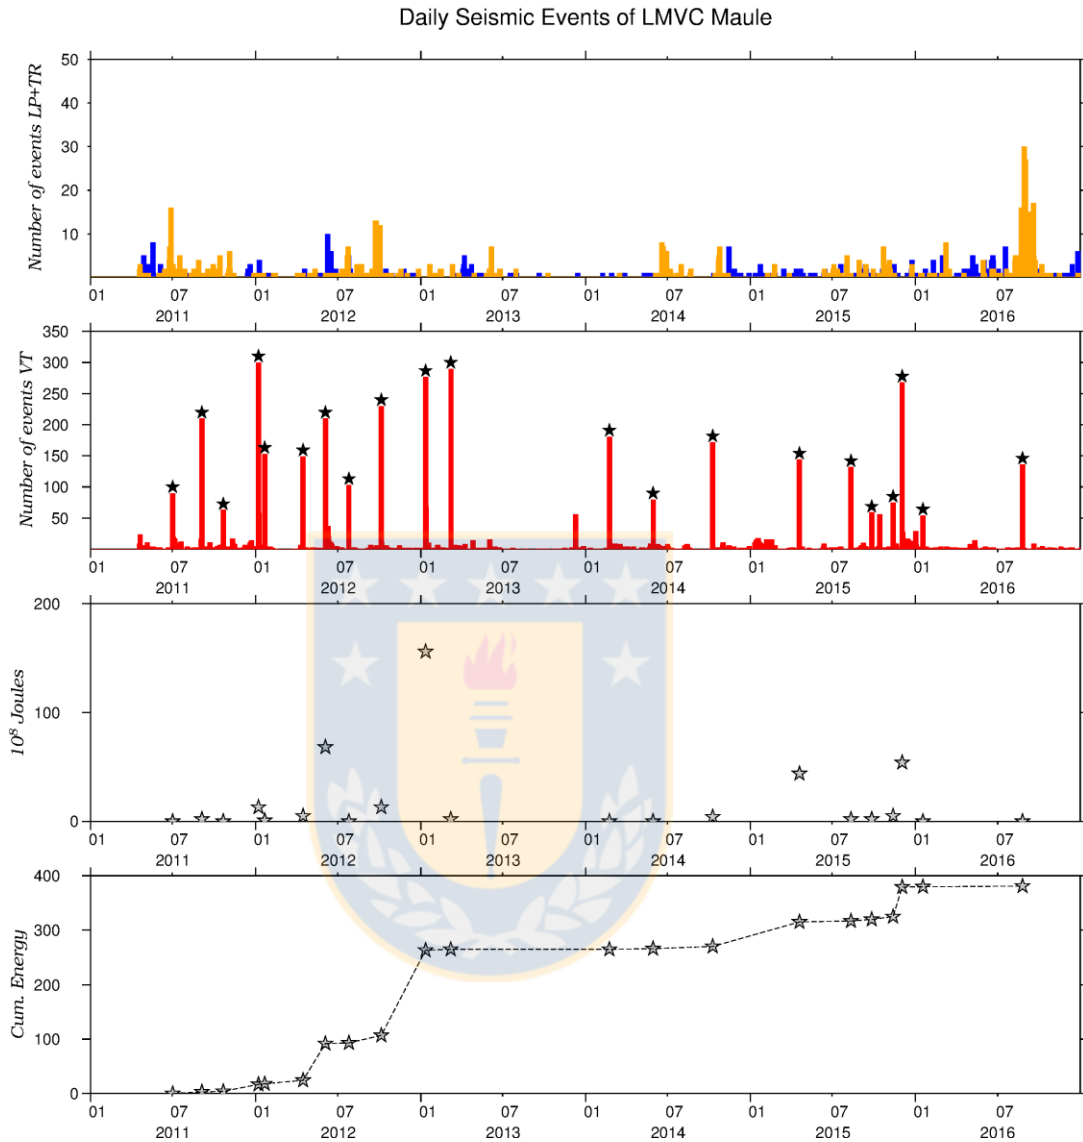 Daily Seismic Events of LMVC Maule
Number of events LP+TR
50
40
30
20
10
01 07 01 07 01 07 01 07 01 07 01 07
2011 2012 2013 2014 2015 2016
Number of events VT
350
300
250
200
150
100
50
01 07 01 07 01 07 01 07 01 07 01 07
2011 2012 2013 2014 2015 2016
10⁸ Joules
200
100
0
01 07 01 07 01 07 01 07 01 07 01 07
2011 2012 2013 2014 2015 2016
Cum. Energy
400
300
200
100
0
01 07 01 07 01 07 01 07 01 07 01 07
2011 2012 2013 2014 2015 2016